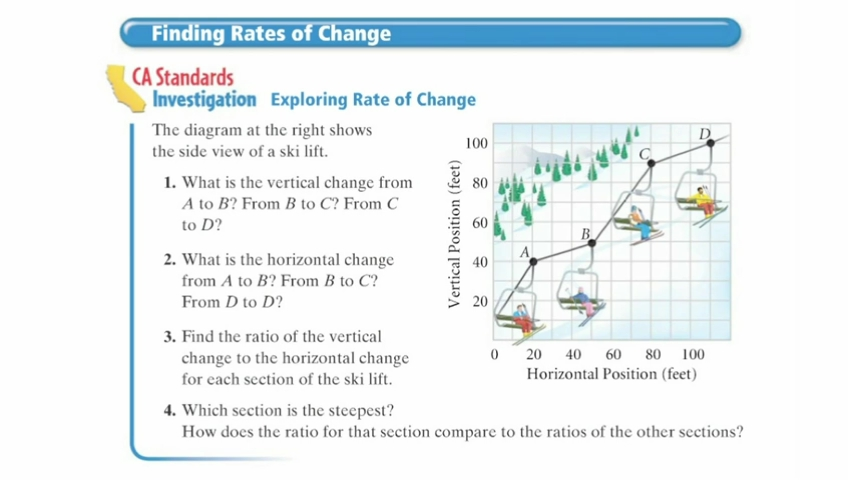 Finding Rates of Change
CA Standards
Investigation Exploring Rate of Change
The diagram at the right shows
the side view of a ski lift.
1. What is the vertical change from
A to B? From B to C? From C
to D?
2. What is the horizontal change
from A to B? From B to C?
From D to D?
3. Find the ratio of the vertical
change to the horizontal change
for each section of the ski lift.
4. Which section is the steepest?
How does the ratio for that section compare to the ratios of the other sections?
Vertical Position (feet)
100
80
60
40
20
A
B
C
D
0 20 40 60 80 100
Horizontal Position (feet)